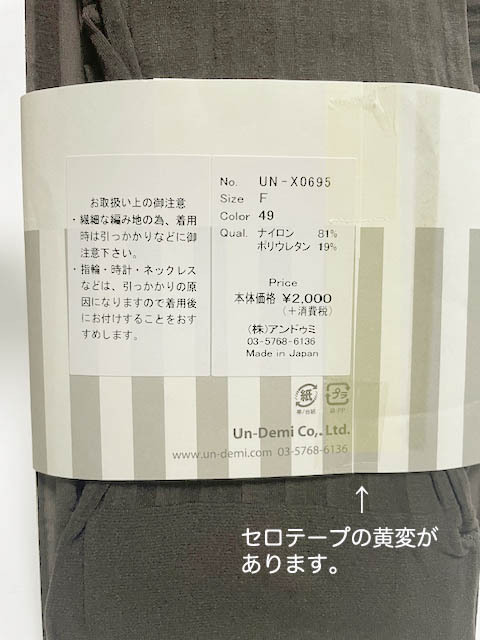 お取扱い上の御注意
・繊細な編み地の為、着用
時は引っかかりなどに御
注意下さい。
・指輪・時計・ネックレス
などは、引っかかりの原
因になりますので着用後
にお付けすることをおす
すめします。
No. UN-X0695
Size F
Color 49
Qual. ナイロン 81%
ポリウレタン 19%
Price
本体価格 ¥2,000
(+消費税)
(株)アンドゥミ
03-5768-6136
Made in Japan
紙 プラ
Un-Demi Co,. Ltd.
www.un-demi.com 03-5768-6136
↑
セロテープの黄変が
あります。